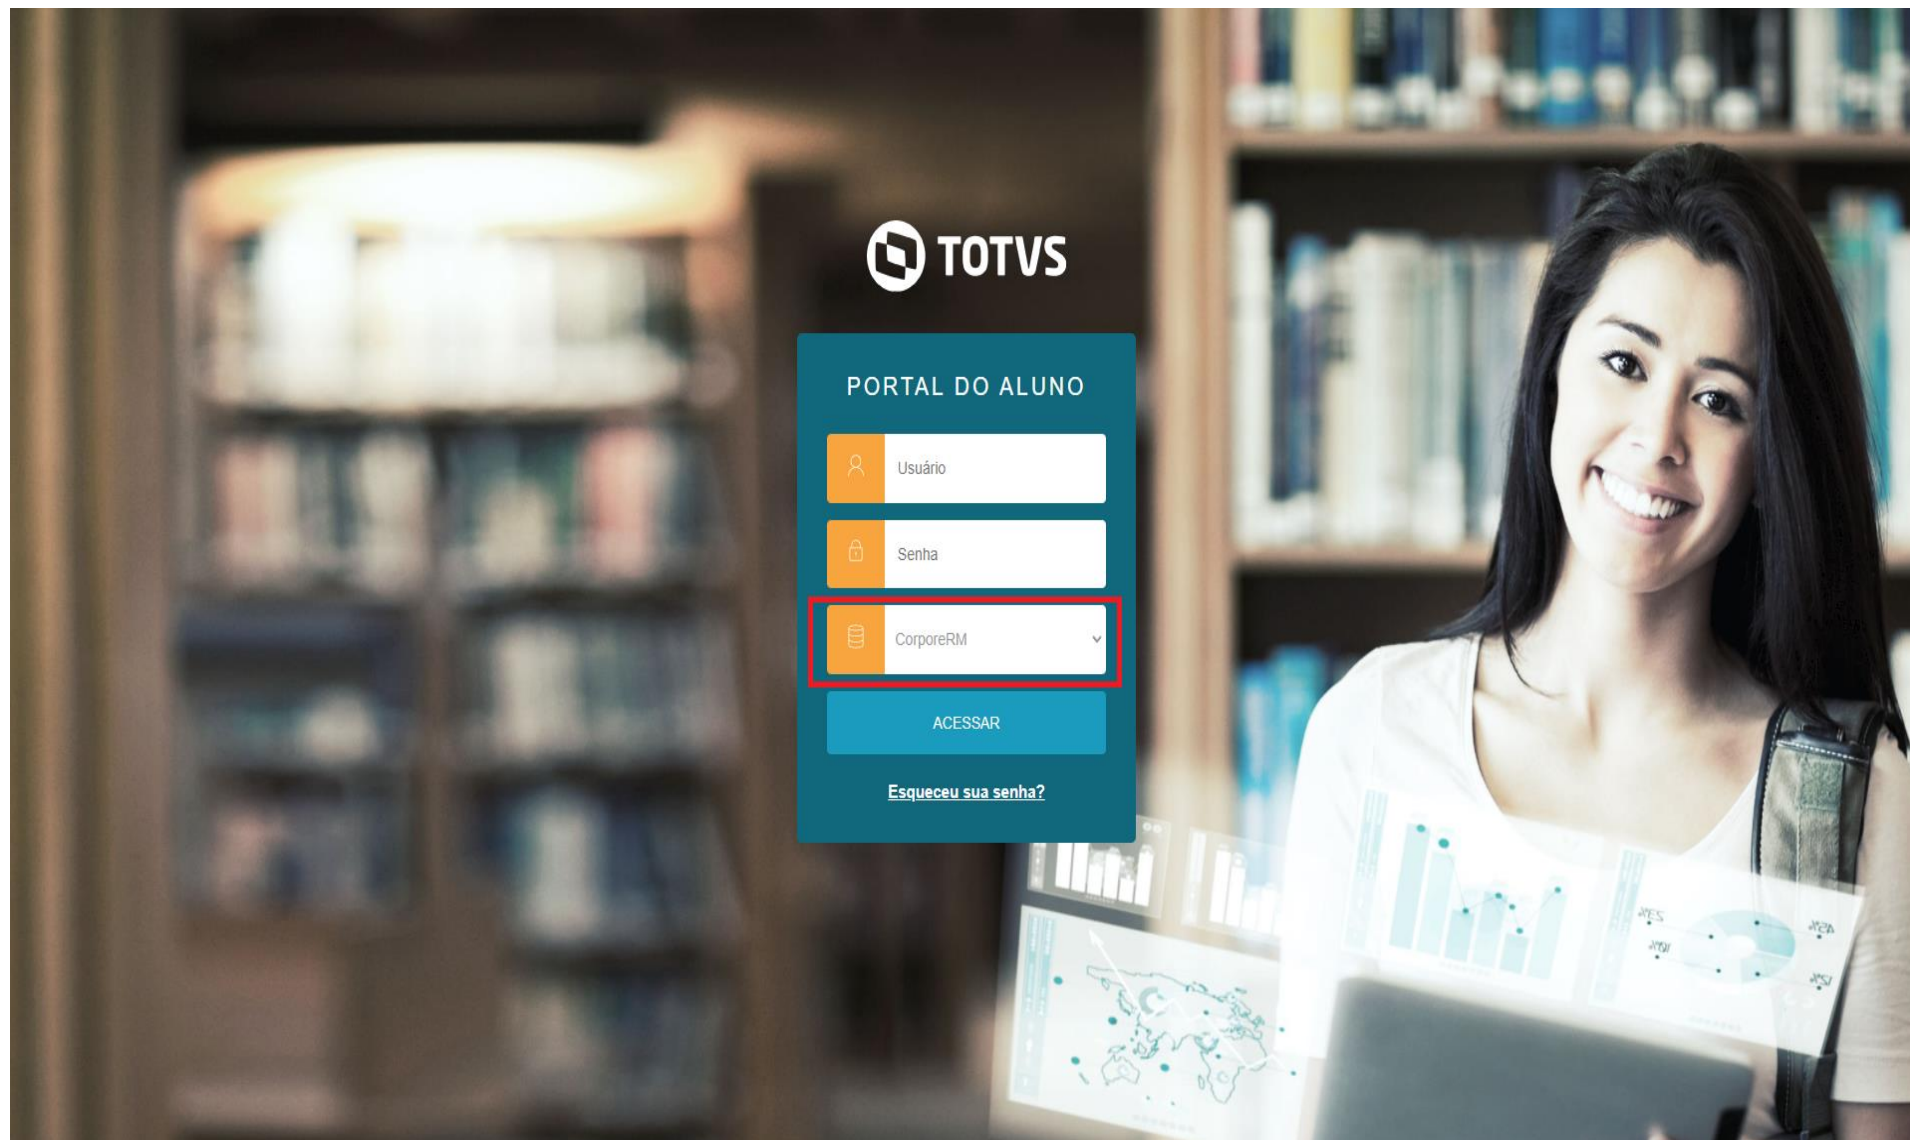 TOTVS
PORTAL DO ALUNO
Usuário
Senha
CorporeRM
ACESSAR
Esqueceu sua senha?